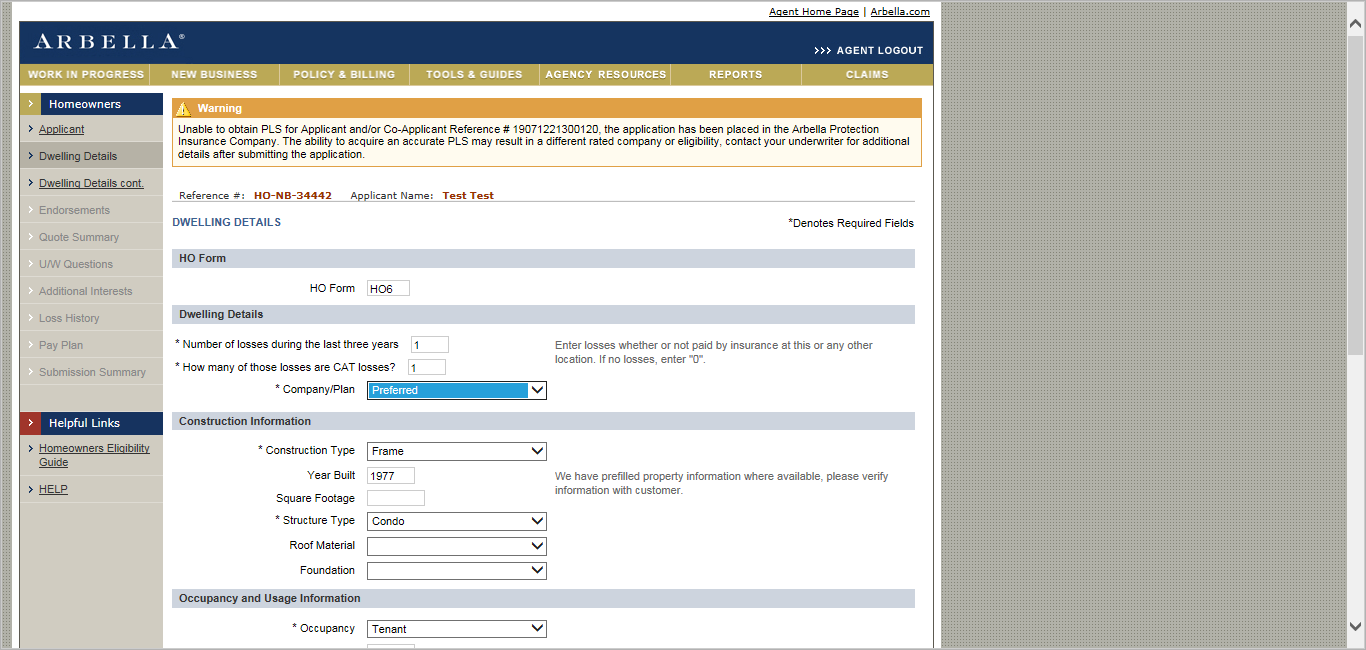 Agent Home Page | Arbella.com
ARBELLA®
>>> AGENT LOGOUT
WORK IN PROGRESS NEW BUSINESS POLICY & BILLING TOOLS & GUIDES AGENCY RESOURCES REPORTS CLAIMS
Homeowners
Applicant
Dwelling Details
Dwelling Details cont.
Endorsements
Quote Summary
U/W Questions
Additional Interests
Loss History
Pay Plan
Submission Summary
Helpful Links
Homeowners Eligibility
Guide
HELP
Warning
Unable to obtain PLS for Applicant and/or Co-Applicant Reference # 19071221300120, the application has been placed in the Arbella Protection
Insurance Company. The ability to acquire an accurate PLS may result in a different rated company or eligibility, contact your underwriter for additional
details after submitting the application.
Reference #: HO-NB-34442 Applicant Name: Test Test
DWELLING DETAILS *Denotes Required Fields
HO Form
HO Form HO6
Dwelling Details
* Number of losses during the last three years 1
Enter losses whether or not paid by insurance at this or any other
location. If no losses, enter "0".
* How many of those losses are CAT losses? 1
* Company/Plan Preferred
Construction Information
* Construction Type Frame
Year Built 1977
We have prefilled property information where available, please verify
information with customer.
Square Footage
* Structure Type Condo
Roof Material
Foundation
Occupancy and Usage Information
* Occupancy Tenant